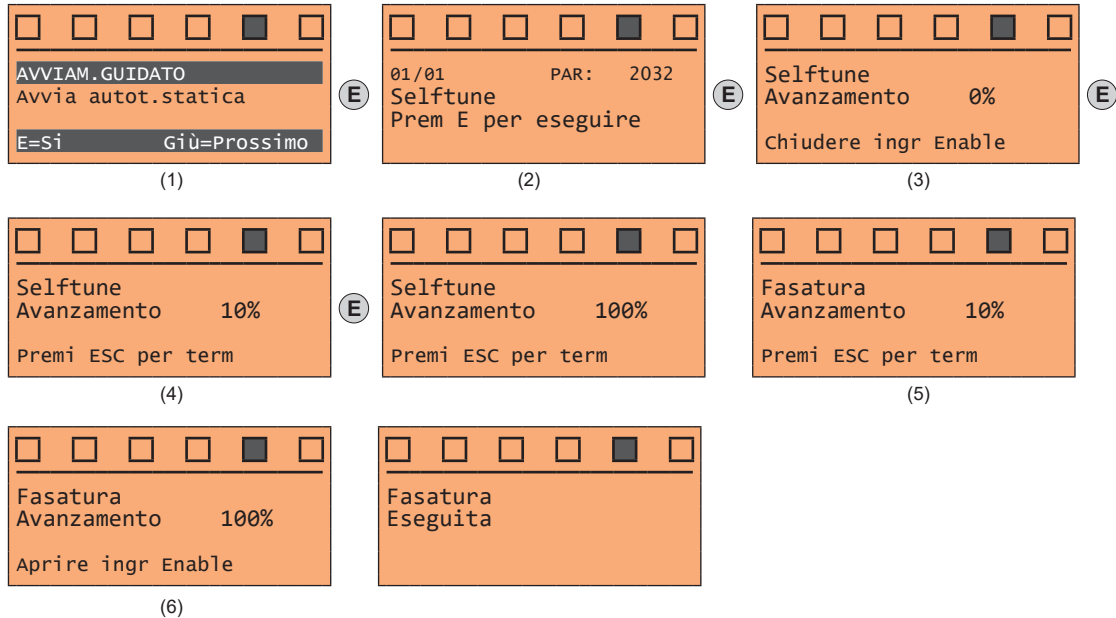 AVVIAM.GUIDATO
Avvia autot.statica
E=Si Giù=Prossimo
E
(1)
01/01 PAR: 2032
Selftune
Prem E per eseguire
E
(2)
Selftune
Avanzamento 0%
Chiudere ingr Enable
E
(3)
Selftune
Avanzamento 10%
Premi ESC per term
E
(4)
Selftune
Avanzamento 100%
Premi ESC per term
Fasatura
Avanzamento 10%
Premi ESC per term
(5)
Fasatura
Avanzamento 100%
Aprire ingr Enable
(6)
Fasatura
Eseguita